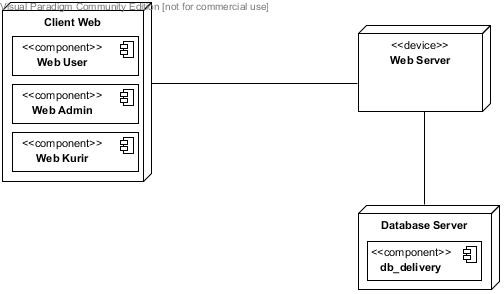 Visual Paradigm Community Edition [not for commercial use]
Client Web
<<component>>
Web User
<<component>>
Web Admin
<<component>>
Web Kurir
<<device>>
Web Server
Database Server
<<component>>
db_delivery